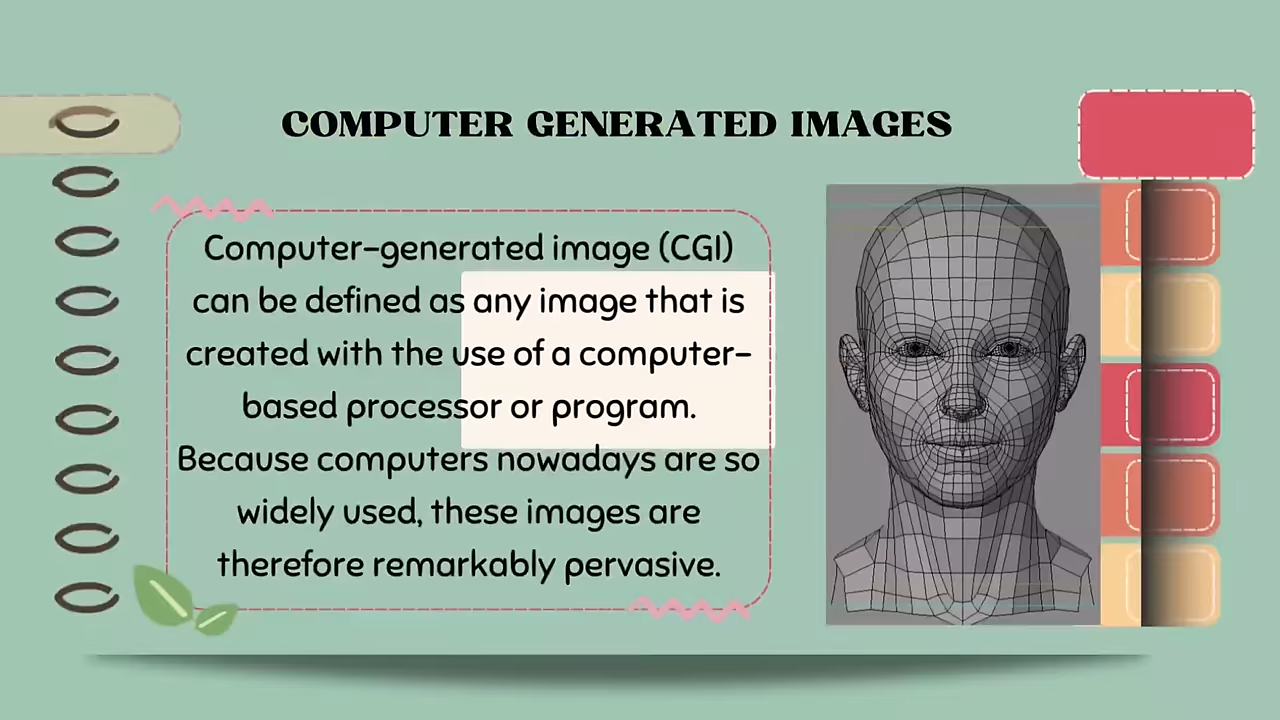 COMPUTER GENERATED IMAGES
Computer-generated image (CGI)
can be defined as any image that is
created with the use of a computer-
based processor or program.
Because computers nowadays are so
widely used, these images are
therefore remarkably pervasive.